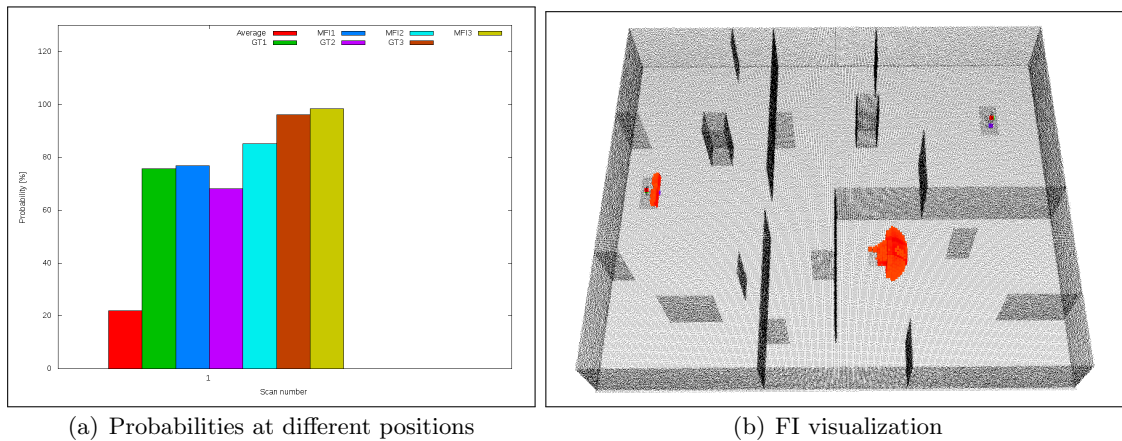 Average MFI1 MFI2 MFI3
GT1 GT2 GT3
120
100
80
60
40
20
0
Probability [%]
1
Scan number
(a) Probabilities at different positions
(b) FI visualization